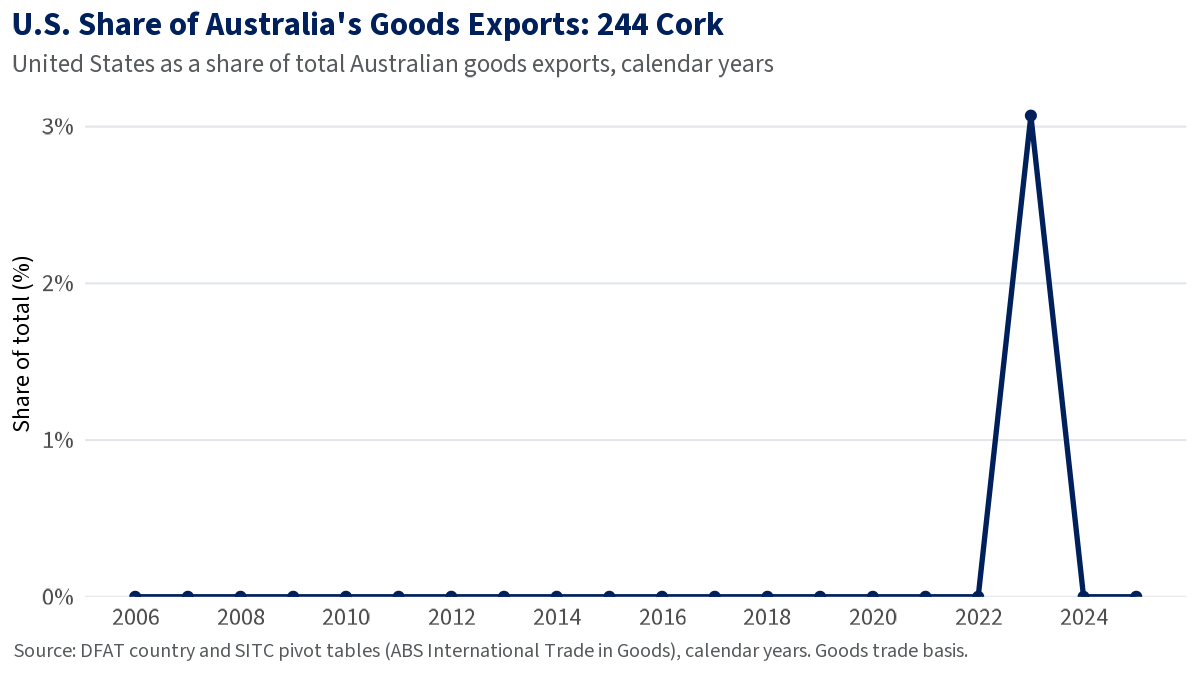 U.S. Share of Australia's Goods Exports: 244 Cork
United States as a share of total Australian goods exports, calendar years
Share of total (%)
3%
2%
1%
0%
2006 2008 2010 2012 2014 2016 2018 2020 2022 2024
Source: DFAT country and SITC pivot tables (ABS International Trade in Goods), calendar years. Goods trade basis.